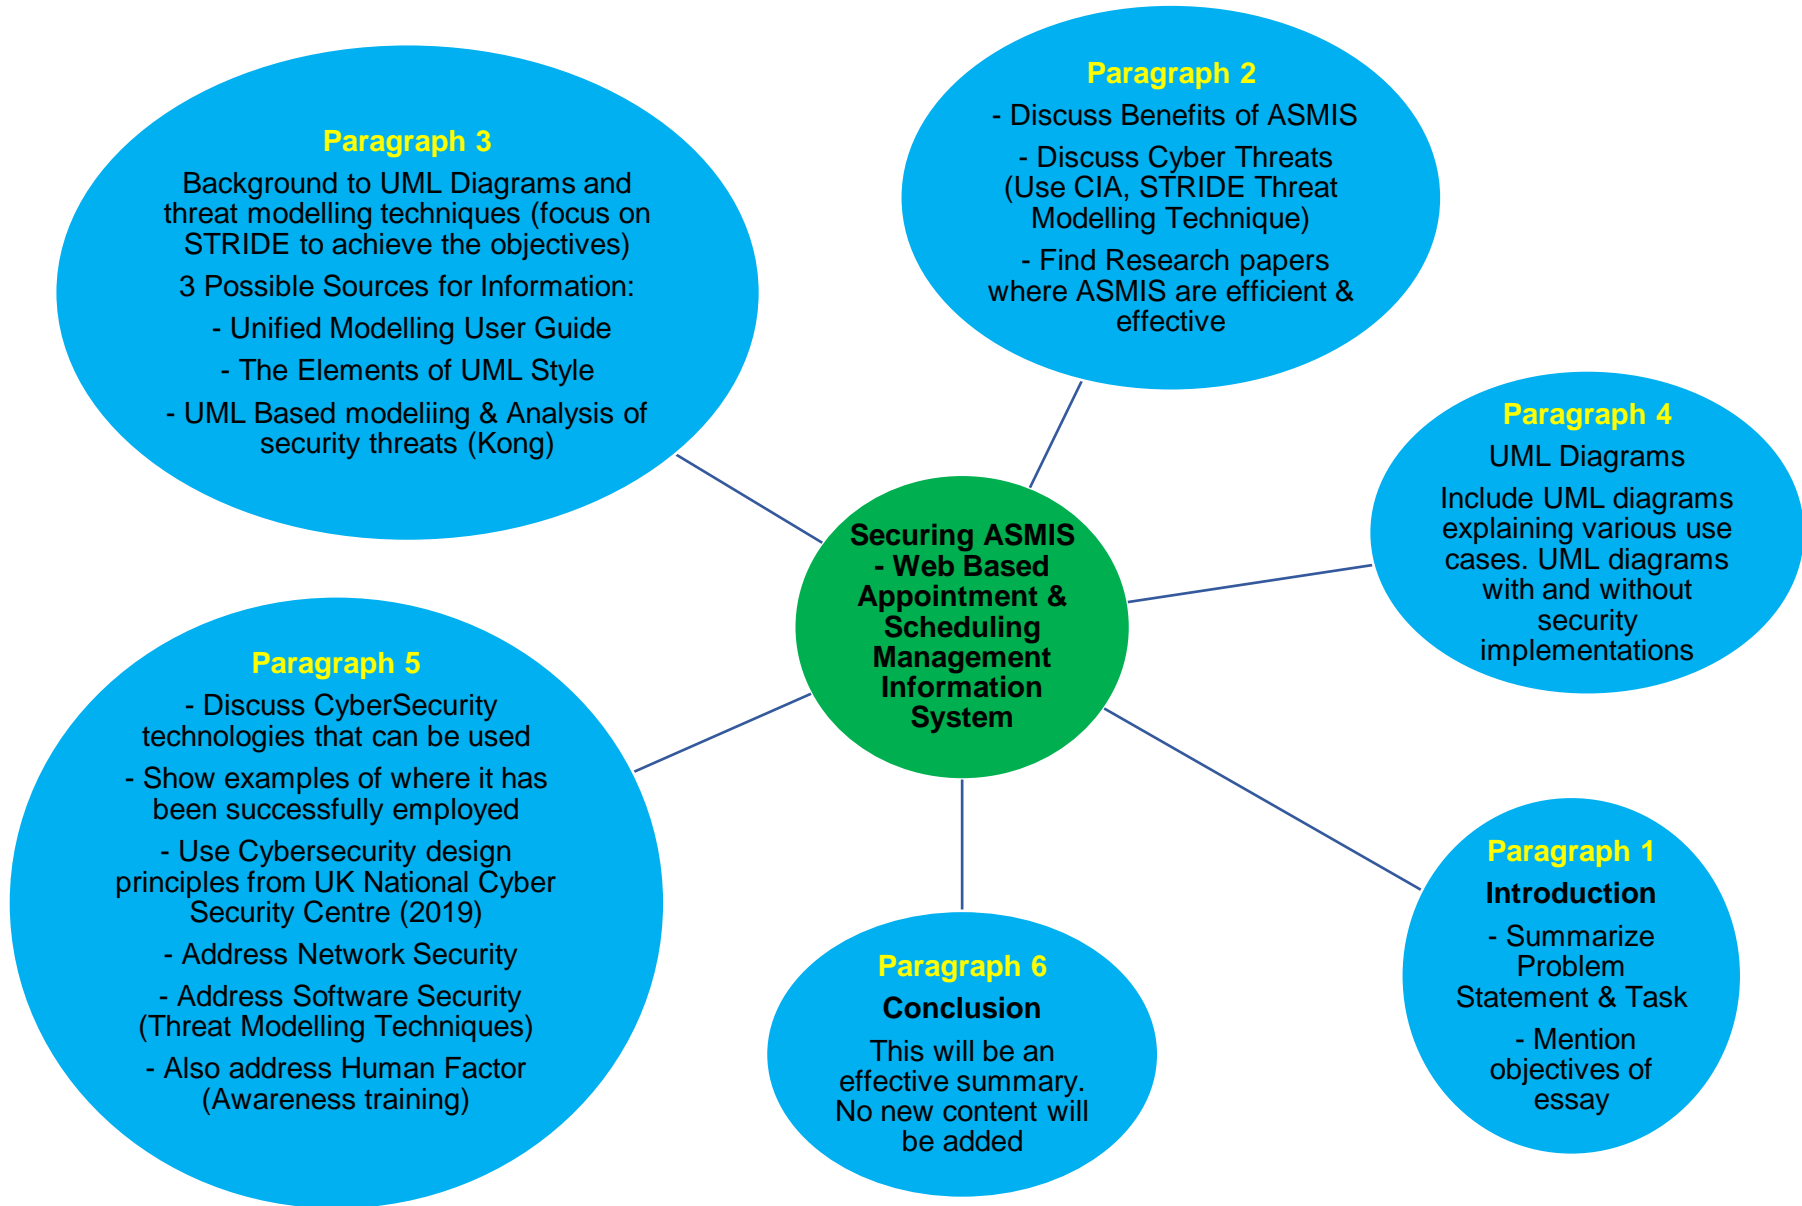 Paragraph 2
- Discuss Benefits of ASMIS
- Discuss Cyber Threats
(Use CIA, STRIDE Threat
Modelling Technique)
- Find Research papers
where ASMIS are efficient &
effective
Paragraph 3
Background to UML Diagrams and
threat modelling techniques (focus on
STRIDE to achieve the objectives)
3 Possible Sources for Information:
- Unified Modelling User Guide
- The Elements of UML Style
- UML Based modeliing & Analysis of
security threats (Kong)
Paragraph 4
UML Diagrams
Include UML diagrams
explaining various use
cases. UML diagrams
with and without
security
implementations
Securing ASMIS
- Web Based
Appointment &
Scheduling
Management
Information
System
Paragraph 5
- Discuss CyberSecurity
technologies that can be used
- Show examples of where it has
been successfully employed
- Use Cybersecurity design
principles from UK National Cyber
Security Centre (2019)
- Address Network Security
- Address Software Security
(Threat Modelling Techniques)
- Also address Human Factor
(Awareness training)
Paragraph 1
Introduction
- Summarize
Problem
Statement & Task
- Mention
objectives of
essay
Paragraph 6
Conclusion
This will be an
effective summary.
No new content will
be added